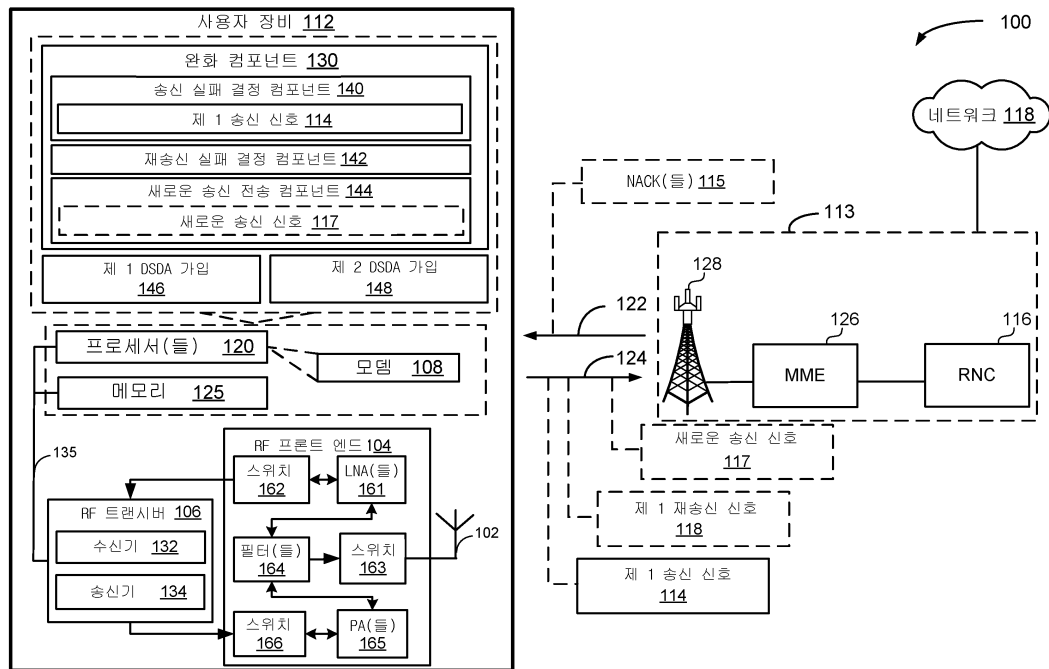 사용자 장비 112
완화 컴포넌트 130
송신 실패 결정 컴포넌트 140
제 1 송신 신호 114
재송신 실패 결정 컴포넌트 142
새로운 송신 전송 컴포넌트 144
새로운 송신 신호 117
제 1 DSDA 가입
146
제 2 DSDA 가입
148
프로세서(들) 120
모뎀 108
메모리 125
135
RF 프론트 엔드 104
스위치
162
LNA(들)
161
RF 트랜시버 106
수신기 132
송신기 134
필터(들)
164
스위치
163
102
스위치
166
PA(들)
165
100
네트워크 118
NACK(들) 115
113
122
124
128
126
MME
116
RNC
새로운 송신 신호
117
제 1 재송신 신호
118
제 1 송신 신호
114